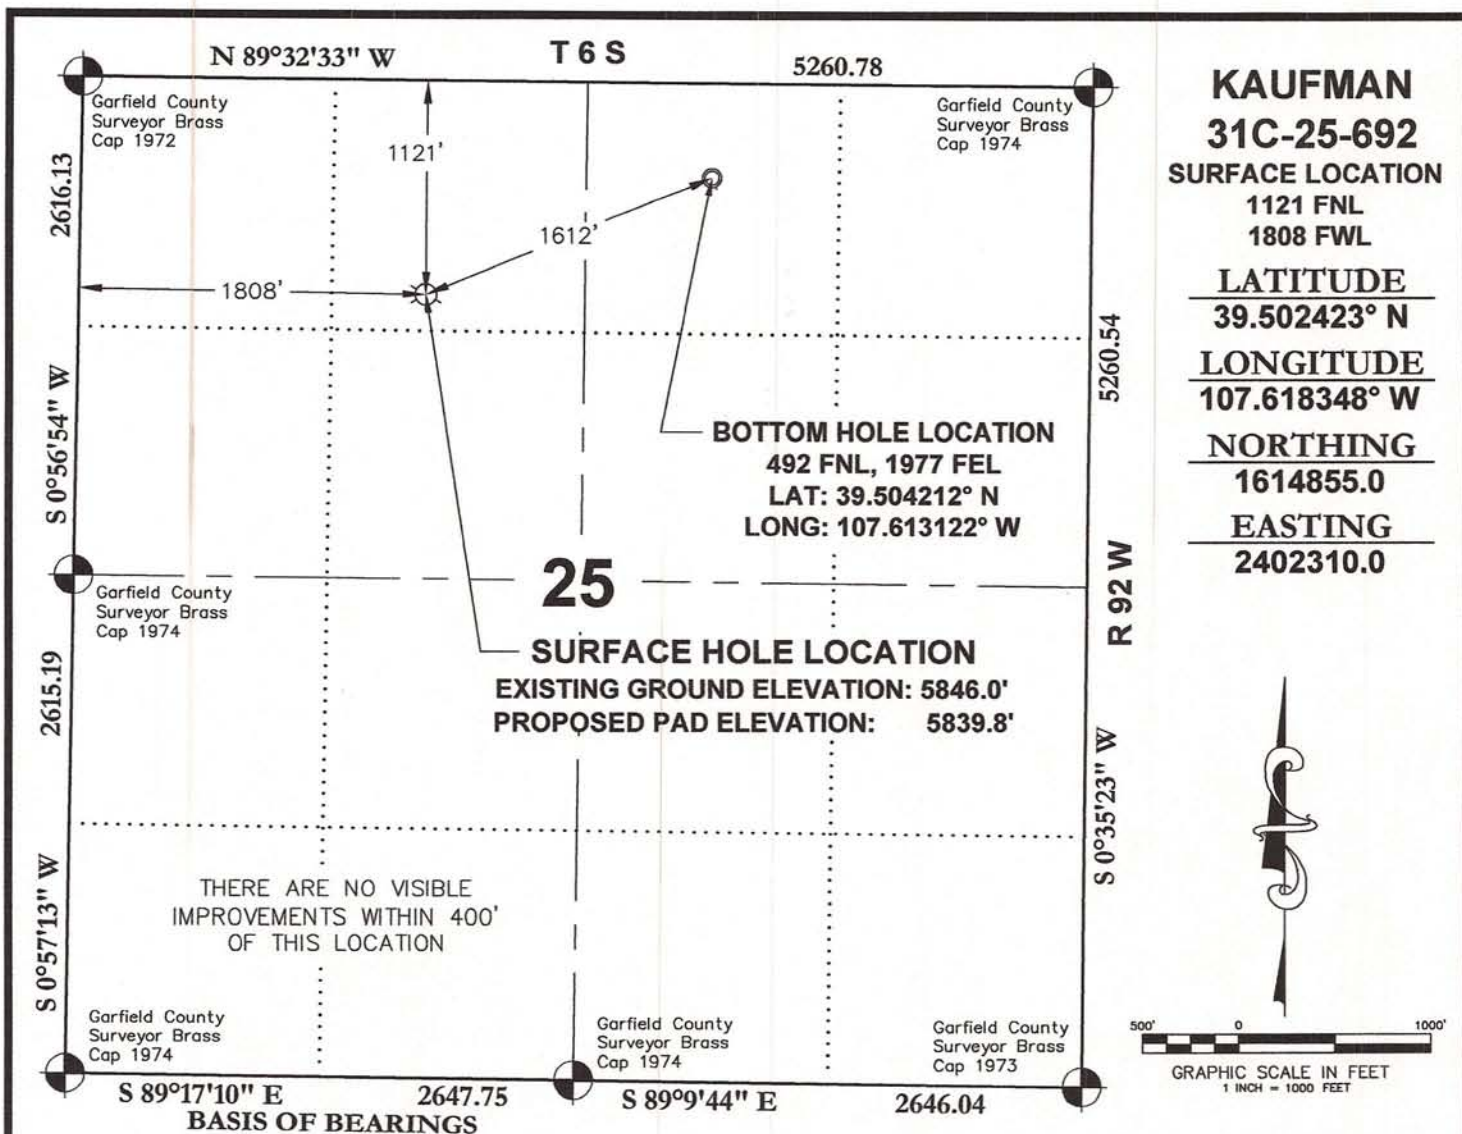 N 89°32'33" W
T 6 S
5260.78
Garfield County
Surveyor Brass
Cap 1972
Garfield County
Surveyor Brass
Cap 1974
2616.13
1121'
1612'
1808'
S 0°56'54" W
5260.54
BOTTOM HOLE LOCATION
492 FNL, 1977 FEL
LAT: 39.504212° N
LONG: 107.613122° W
25
R 92 W
Garfield County
Surveyor Brass
Cap 1974
SURFACE HOLE LOCATION
EXISTING GROUND ELEVATION: 5846.0'
PROPOSED PAD ELEVATION: 5839.8'
2615.19
S 0°35'23" W
S 0°57'13" W
THERE ARE NO VISIBLE
IMPROVEMENTS WITHIN 400'
OF THIS LOCATION
Garfield County
Surveyor Brass
Cap 1974
Garfield County
Surveyor Brass
Cap 1974
Garfield County
Surveyor Brass
Cap 1973
S 89°17'10" E
2647.75
S 89°9'44" E
2646.04
BASIS OF BEARINGS
KAUFMAN
31C-25-692
SURFACE LOCATION
1121 FNL
1808 FWL
LATITUDE
39.502423° N
LONGITUDE
107.618348° W
NORTHING
1614855.0
EASTING
2402310.0
500' 0 1000'
GRAPHIC SCALE IN FEET
1 INCH = 1000 FEET